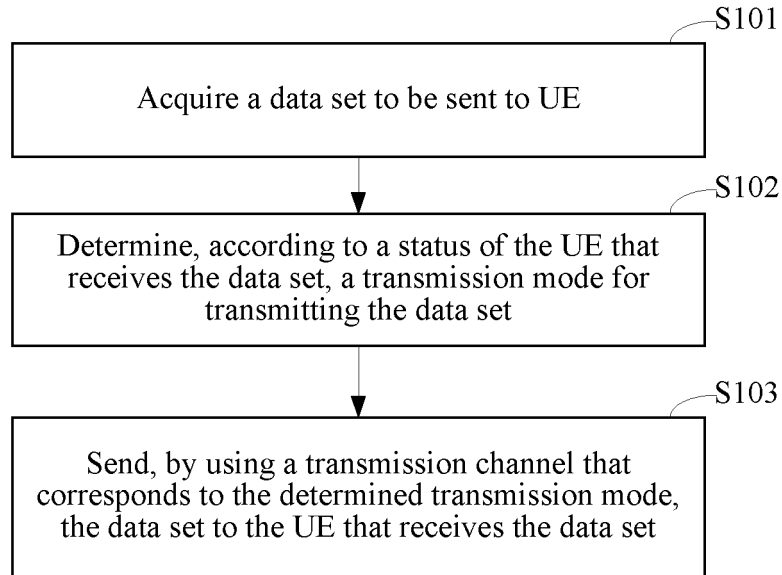 S101
Acquire a data set to be sent to UE
S102
Determine, according to a status of the UE that
receives the data set, a transmission mode for
transmitting the data set
S103
Send, by using a transmission channel that
corresponds to the determined transmission mode,
the data set to the UE that receives the data set